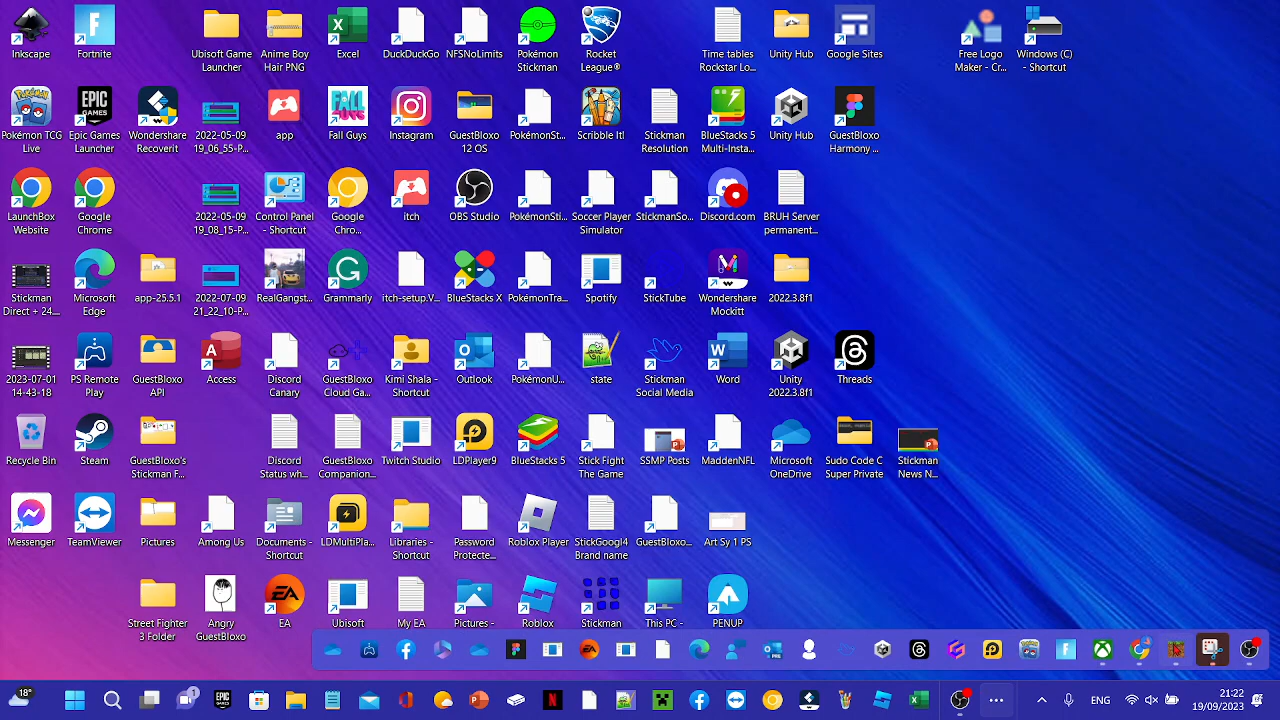 Inkscape
Fortnite
Ubisoft Game
Launcher
Anime Boy
Hair PNG
Excel
DuckDuckGo
NFSNoLimits
Pokémon
Stickman
Rocket
League®
Time tables
Rockstar Lo...
Unity Hub
Google Sites
Free Logo
Maker - Cr...
Windows (C)
- Shortcut
Pokémon TCG
Live
Epic Games
Launcher
Wondershare
Recoverit
2022-05-09
19_06_55-P...
app
Fall Guys
Instagram
GuestBloxo
12 OS
PokémonSt...
Scribble It!
Stickman
Resolution
BlueStacks 5
Multi-Insta...
Unity Hub
GuestBloxo
Harmony ...
LaunchBox
Website
Google
Chrome
2022-05-09
19_08_15-P...
Control Panel
- Shortcut
Google
Chro...
itch
OBS Studio
PokémonSti...
Soccer Player
Simulator
StickmanSo...
Discord.com
BRUH Server
permanent...
Stickman
Direct + 24....
Microsoft
Edge
app-25.5.1
2022-07-09
21_22_10-P...
RealGangst...
Grammarly
itch-setup.V...
BlueStacks X
PokémonTra...
Spotify
StickTube
Wondershare
Mockitt
2022.3.8f1
2023-07-01
14-43-18
PS Remote
Play
GuestBloxo
API
Access
Discord
Canary
GuestBloxo
Cloud Ga...
Kimi Shala -
Shortcut
Outlook
PokémonU...
state
Stickman
Social Media
Word
Unity
2022.3.8f1
Threads
Recycle Bin
Steam
GuestBloxo's
Stickman F...
Discord
Status wh...
GuestBloxo
Companion...
Twitch Studio
LDPlayer9
BlueStacks 5
Stick Fight
The Game
SSMP Posts
MaddenNFL
Microsoft
OneDrive
Sudo Code C
Super Private
Stickman
News N...
Messenger
TeamViewer
Pictures
Among Us
Documents -
Shortcut
LDMultiPla...
Libraries -
Shortcut
Password
Protecte...
Roblox Player
StickGoogl4
Brand name
GuestBloxo...
Art Sy 1 PS
Street Fighter
3 Folder
Angry
GuestBloxo
EA
Ubisoft
My EA
Pictures -
Roblox
Stickman
This PC -
PENUP
18°
ENG
21:22
19/09/2023